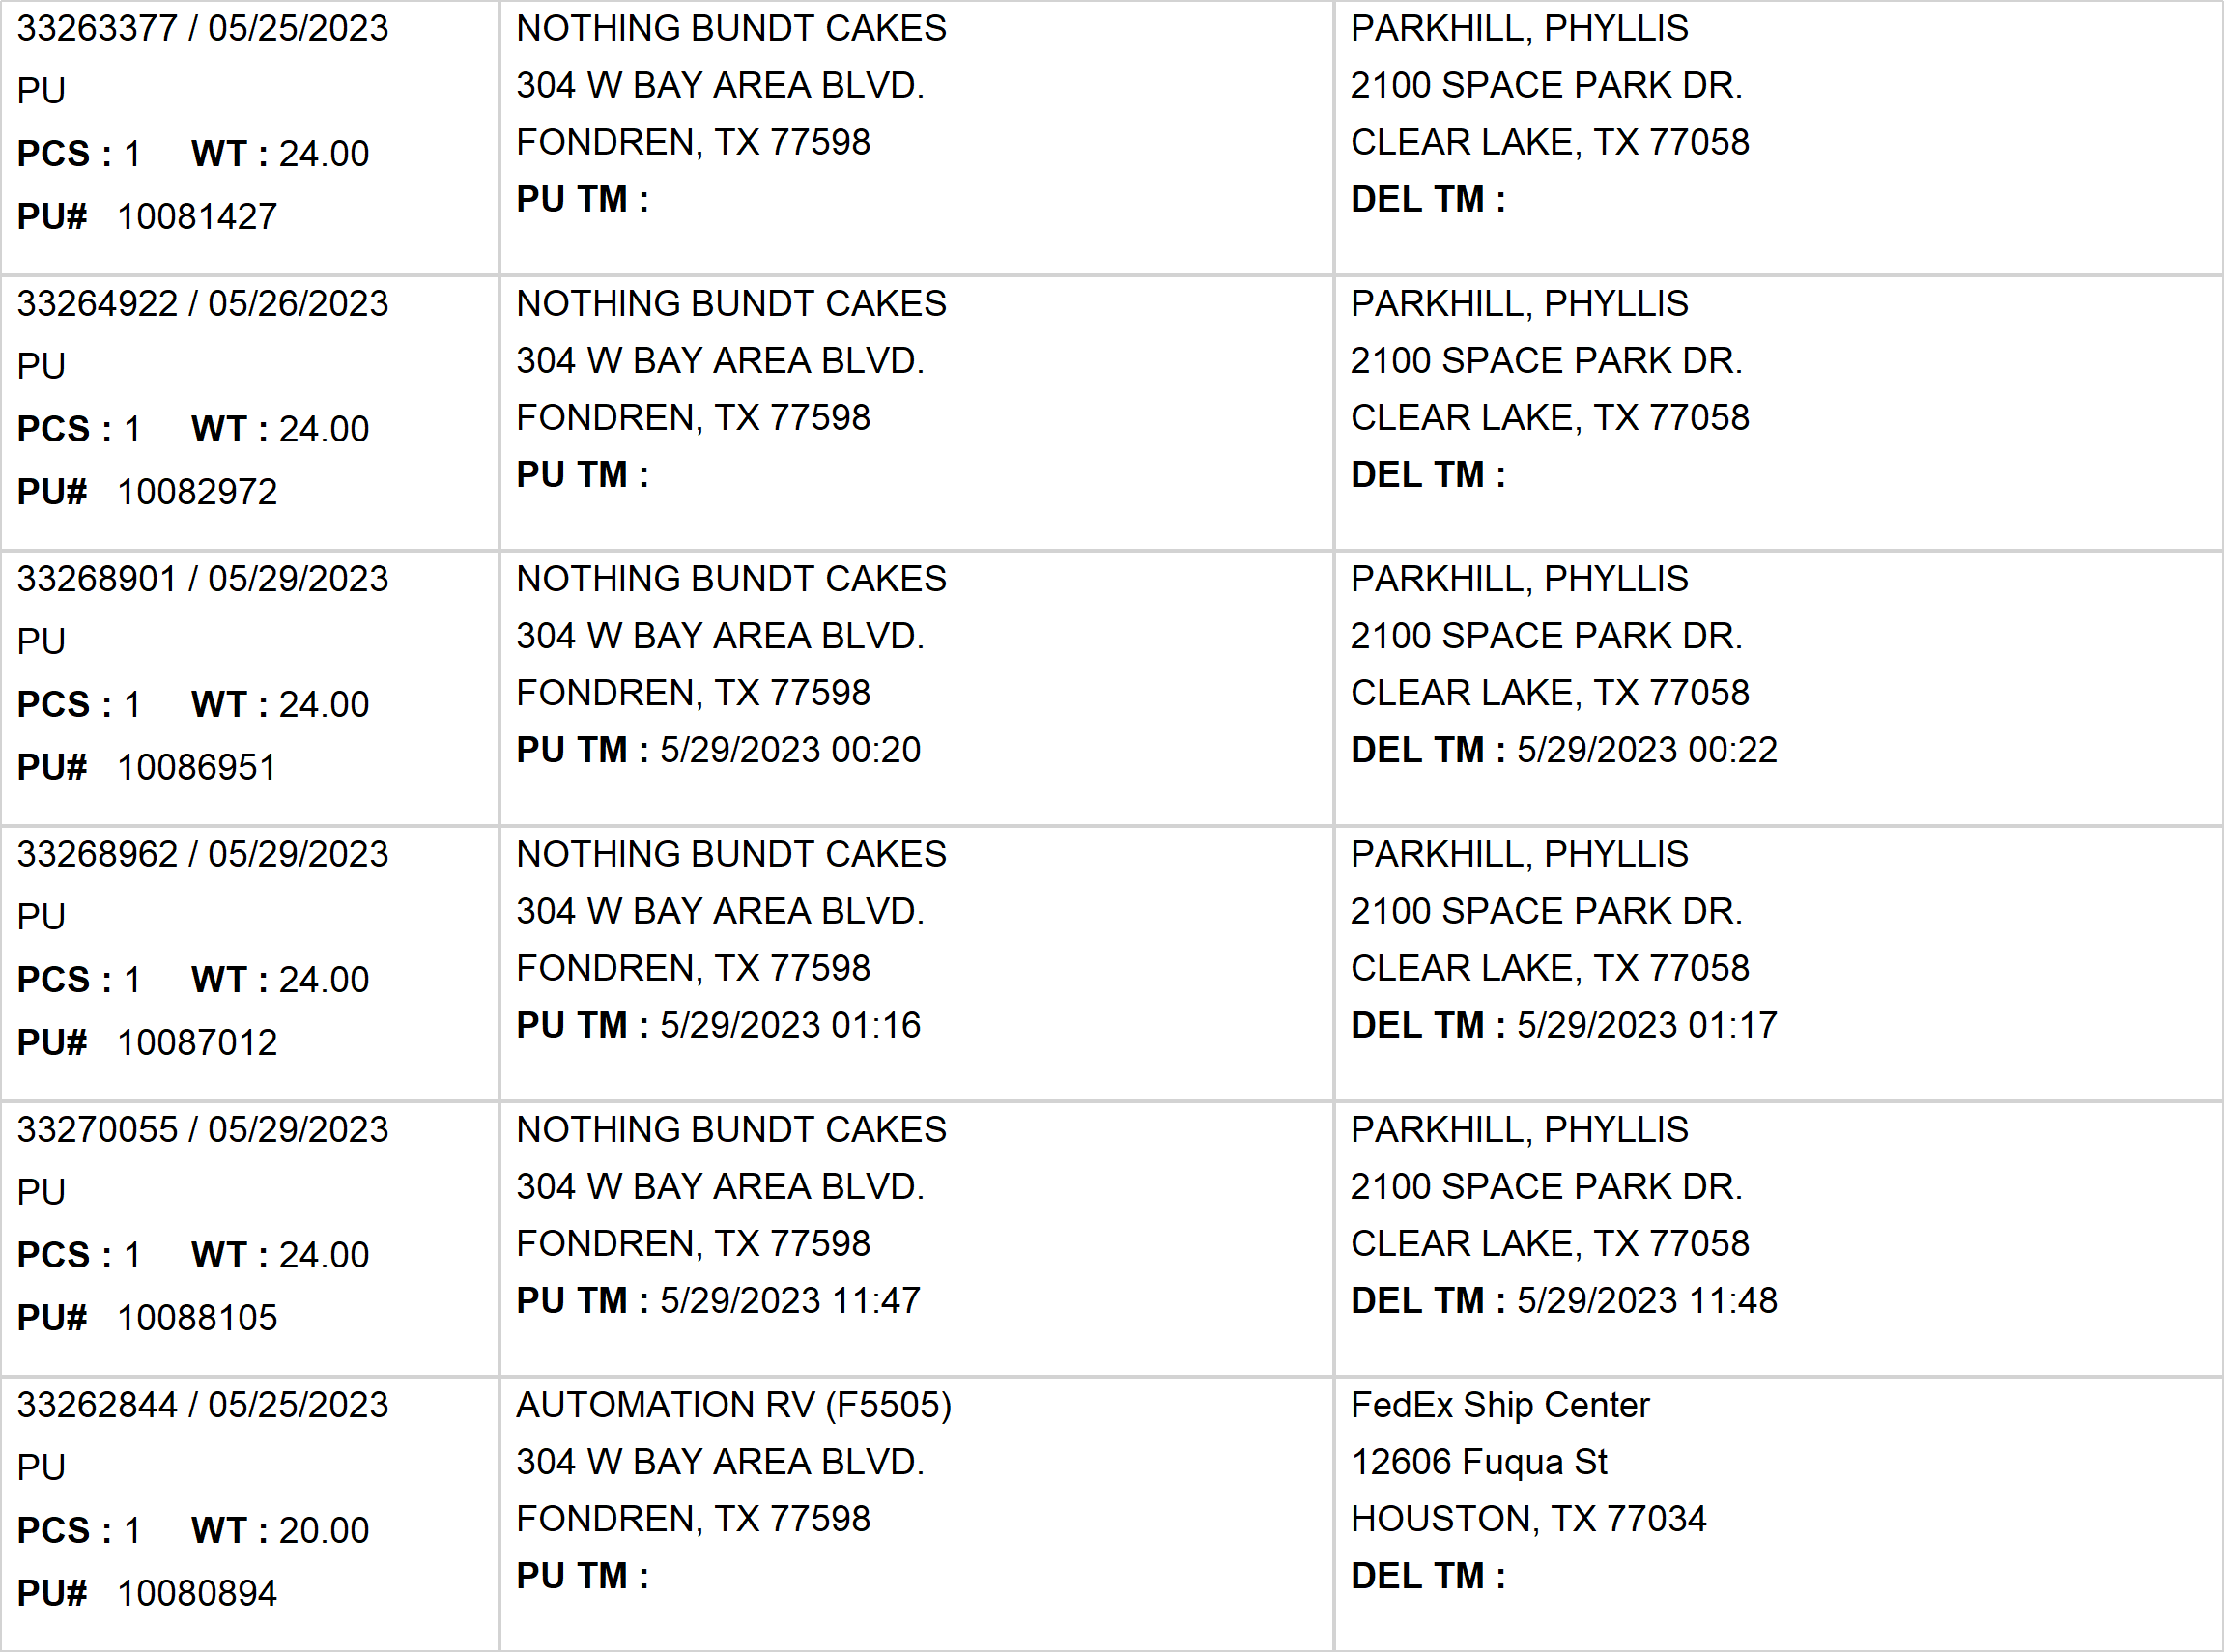 33263377 / 05/25/2023
PU
PCS : 1 WT : 24.00
PU# 10081427
NOTHING BUNDT CAKES
304 W BAY AREA BLVD.
FONDREN, TX 77598
PU TM :
PARKHILL, PHYLLIS
2100 SPACE PARK DR.
CLEAR LAKE, TX 77058
DEL TM :
33264922 / 05/26/2023
PU
PCS : 1 WT : 24.00
PU# 10082972
NOTHING BUNDT CAKES
304 W BAY AREA BLVD.
FONDREN, TX 77598
PU TM :
PARKHILL, PHYLLIS
2100 SPACE PARK DR.
CLEAR LAKE, TX 77058
DEL TM :
33268901 / 05/29/2023
PU
PCS : 1 WT : 24.00
PU# 10086951
NOTHING BUNDT CAKES
304 W BAY AREA BLVD.
FONDREN, TX 77598
PU TM : 5/29/2023 00:20
PARKHILL, PHYLLIS
2100 SPACE PARK DR.
CLEAR LAKE, TX 77058
DEL TM : 5/29/2023 00:22
33268962 / 05/29/2023
PU
PCS : 1 WT : 24.00
PU# 10087012
NOTHING BUNDT CAKES
304 W BAY AREA BLVD.
FONDREN, TX 77598
PU TM : 5/29/2023 01:16
PARKHILL, PHYLLIS
2100 SPACE PARK DR.
CLEAR LAKE, TX 77058
DEL TM : 5/29/2023 01:17
33270055 / 05/29/2023
PU
PCS : 1 WT : 24.00
PU# 10088105
NOTHING BUNDT CAKES
304 W BAY AREA BLVD.
FONDREN, TX 77598
PU TM : 5/29/2023 11:47
PARKHILL, PHYLLIS
2100 SPACE PARK DR.
CLEAR LAKE, TX 77058
DEL TM : 5/29/2023 11:48
33262844 / 05/25/2023
PU
PCS : 1 WT : 20.00
PU# 10080894
AUTOMATION RV (F5505)
304 W BAY AREA BLVD.
FONDREN, TX 77598
PU TM :
FedEx Ship Center
12606 Fuqua St
HOUSTON, TX 77034
DEL TM :